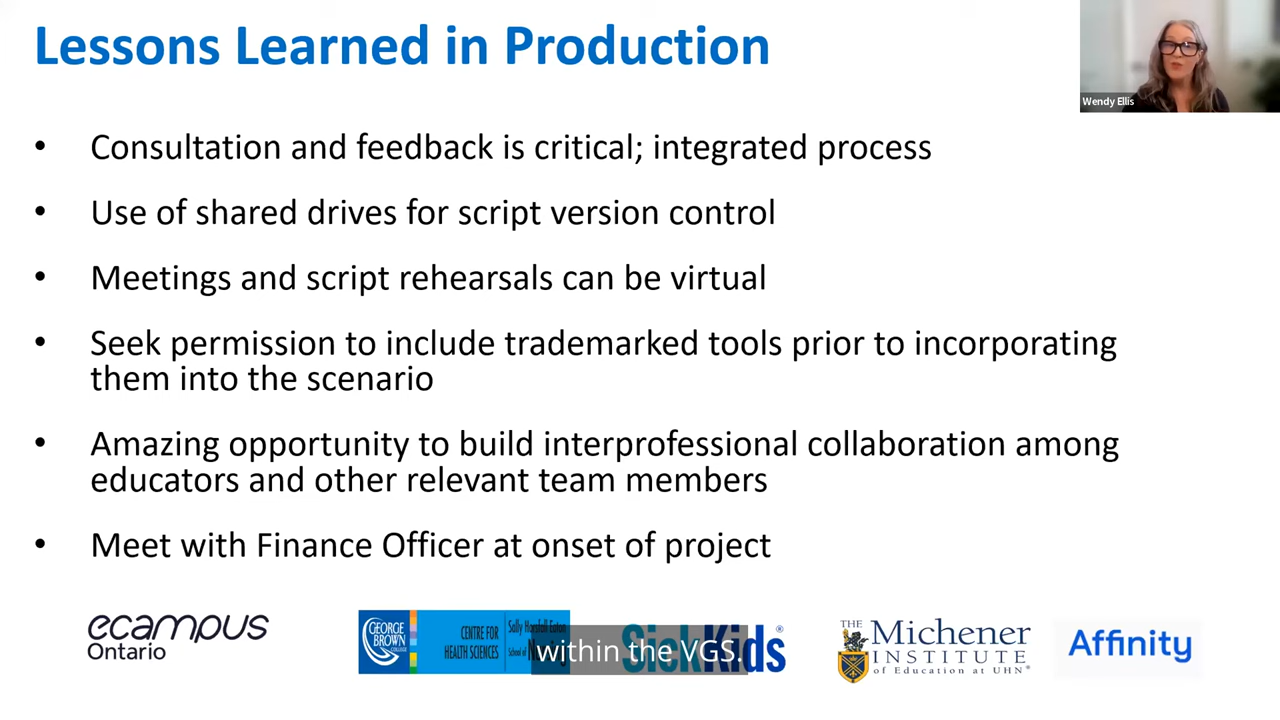 Lessons Learned in Production
Wendy Ellis
• Consultation and feedback is critical; integrated process
• Use of shared drives for script version control
• Meetings and script rehearsals can be virtual
• Seek permission to include trademarked tools prior to incorporating
them into the scenario
• Amazing opportunity to build interprofessional collaboration among
educators and other relevant team members
• Meet with Finance Officer at onset of project
ecampus
Ontario
GEORGE
BROWN
COLLEGE
CENTRE FOR
HEALTH SCIENCES
Sally Horsfall Eaton
School of Nursing
SickKids®
within the VGS.
THE
Michener
INSTITUTE
of Education at UHN®
Affinity